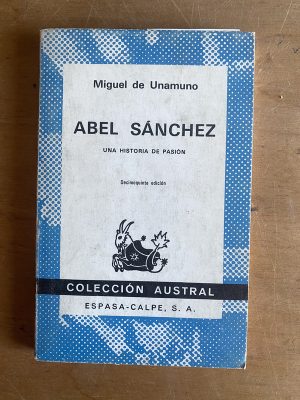 Miguel de Unamuno
ABEL SÁNCHEZ
UNA HISTORIA DE PASIÓN
Decimoquinta edición
COLECCIÓN AUSTRAL
ESPASA-CALPE, S. A.